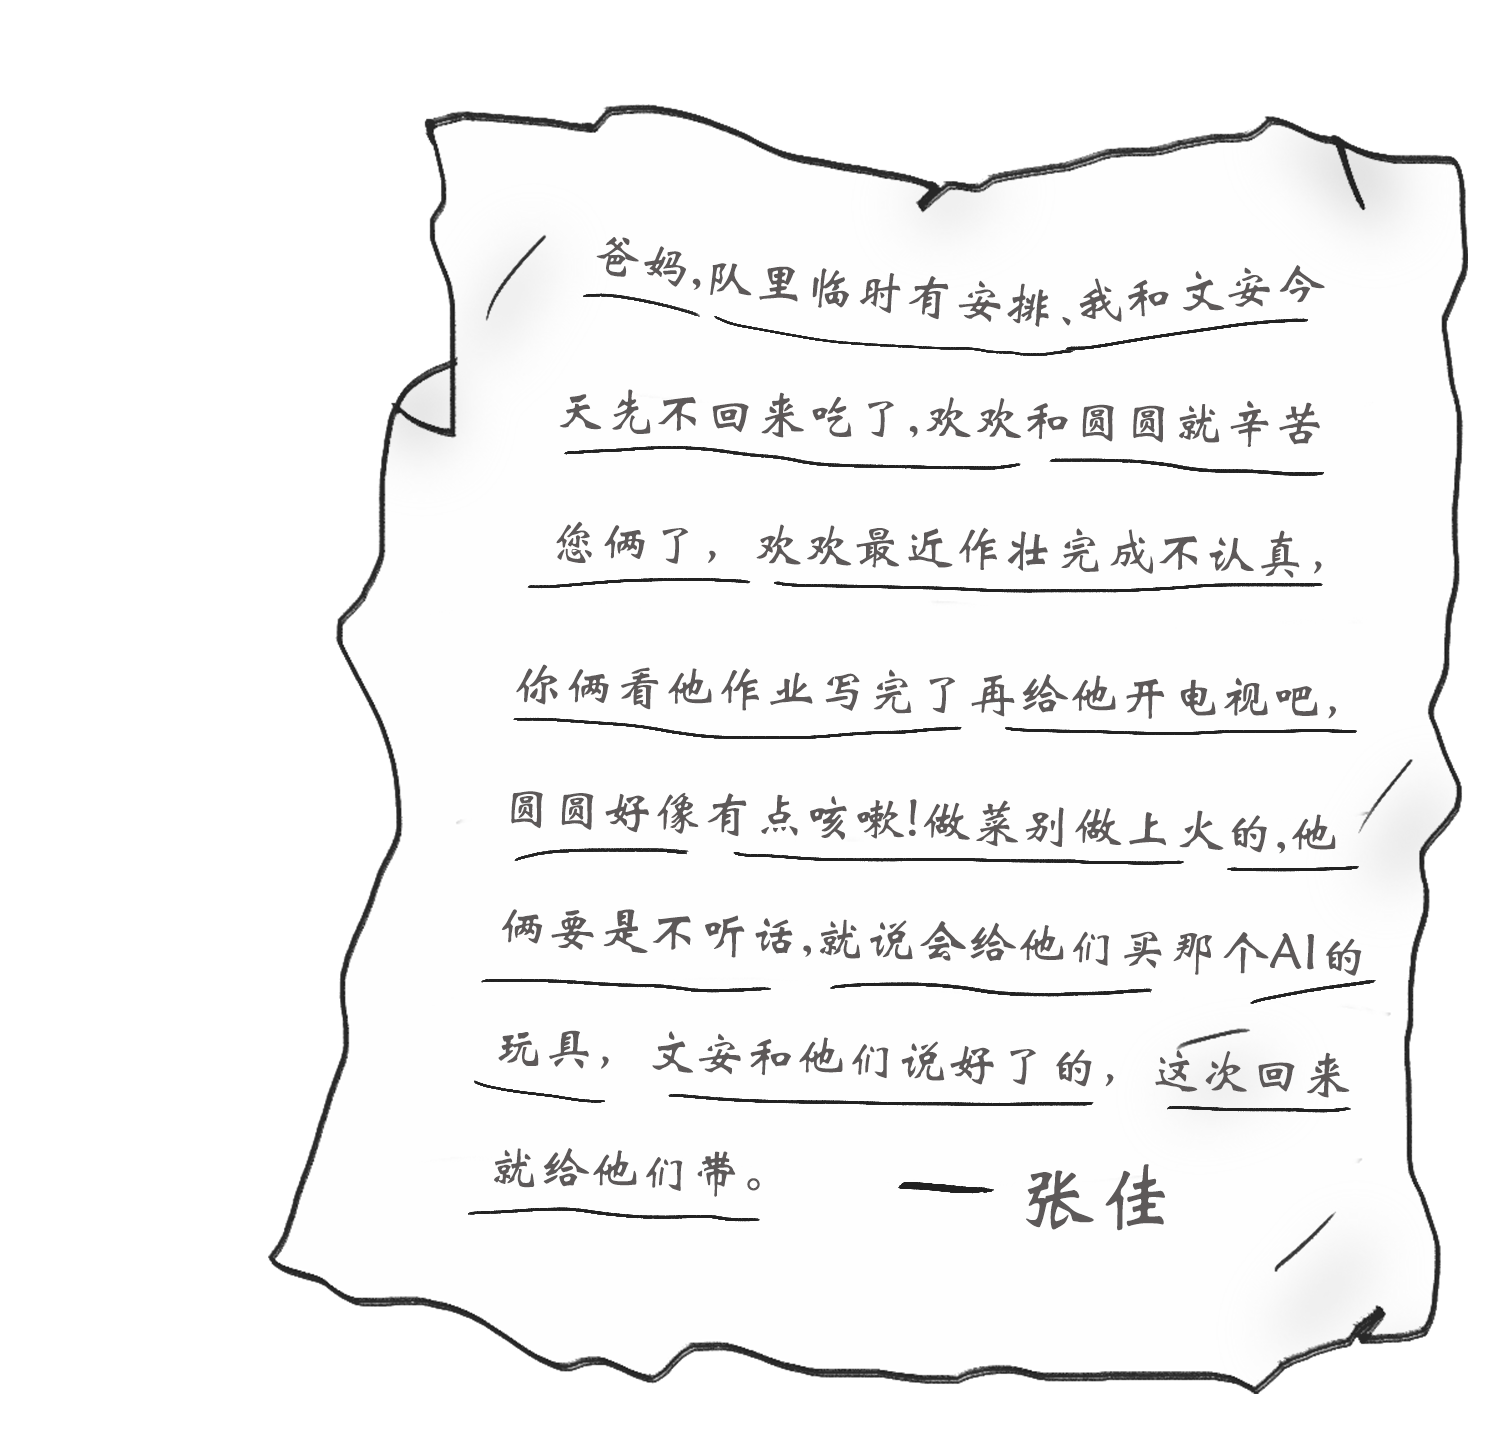 爸妈,队里临时有安排、我和文安今
天先不回来吃了,欢欢和圆圆就辛苦
您俩了，欢欢最近作壮完成不认真，
你俩看他作业写完了再给他开电视吧，
圆圆好像有点咳嗽!做菜别做上火的,他
俩要是不听话,就说会给他们买那个AI的
玩具，文安和他们说好了的，这次回来
就给他们带。 — 张佳